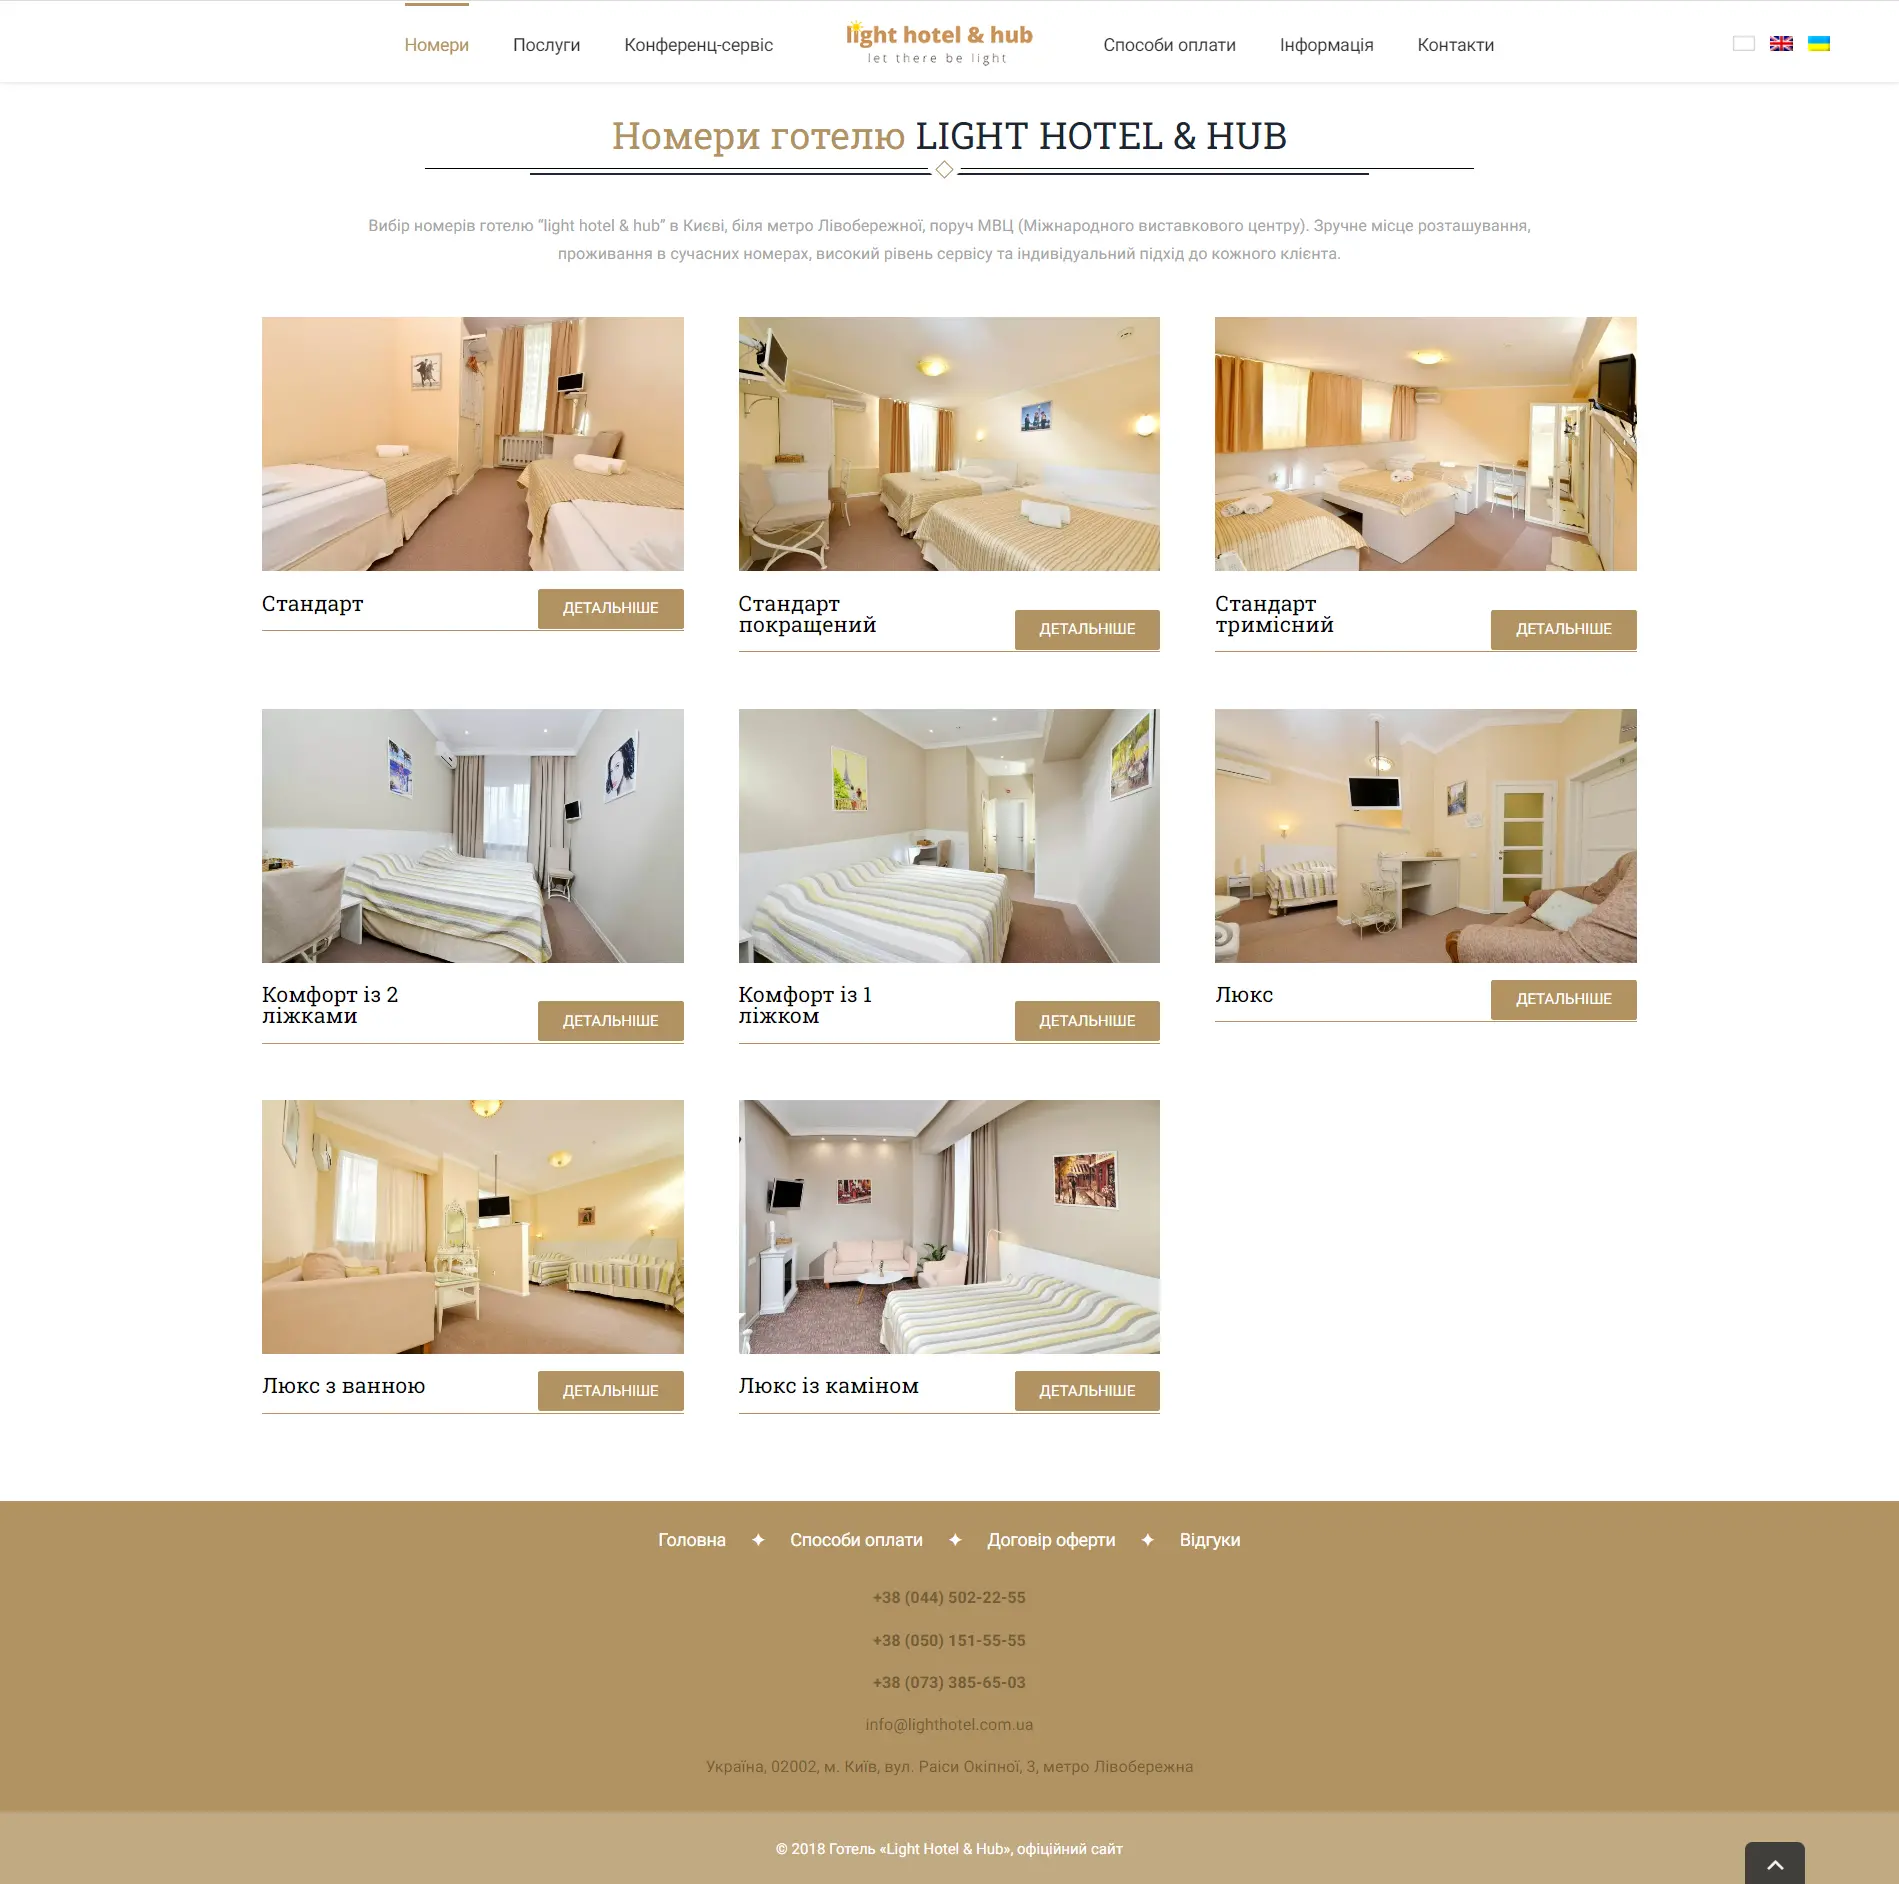 Номери
Послуги
Конференц-сервіс
light hotel & hub
let there be light
Способи оплати
Інформація
Контакти
Номери готелю LIGHT HOTEL & HUB
Вибір номерів готелю “light hotel & hub” в Києві, біля метро Лівобережної, поруч МВЦ (Міжнародного виставкового центру). Зручне місце розташування,
проживання в сучасних номерах, високий рівень сервісу та індивідуальний підхід до кожного клієнта.
Стандарт
ДЕТАЛЬНІШЕ
Стандарт
покращений
ДЕТАЛЬНІШЕ
Стандарт
тримісний
ДЕТАЛЬНІШЕ
Комфорт із 2
ліжками
ДЕТАЛЬНІШЕ
Комфорт із 1
ліжком
ДЕТАЛЬНІШЕ
Люкс
ДЕТАЛЬНІШЕ
Люкс з ванною
ДЕТАЛЬНІШЕ
Люкс із каміном
ДЕТАЛЬНІШЕ
Головна ✦ Способи оплати ✦ Договір оферти ✦ Відгуки
+38 (044) 502-22-55
+38 (050) 151-55-55
+38 (073) 385-65-03
info@lighthotel.com.ua
Україна, 02002, м. Київ, вул. Раїси Окіпної, 3, метро Лівобережна
© 2018 Готель «Light Hotel & Hub», офіційний сайт